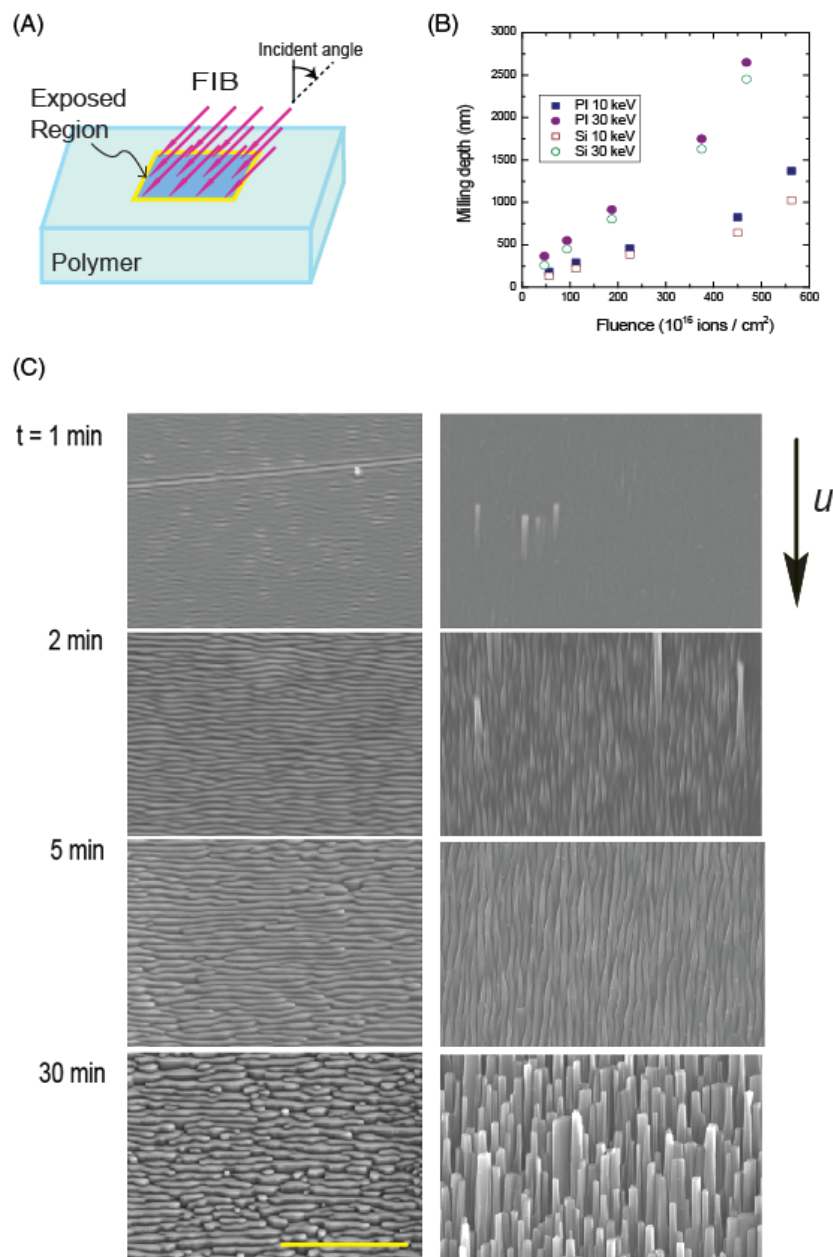 (A)
Incident angle
FIB
Exposed
Region
Polymer
(B)
3000
2500
2000
1500
1000
500
0
Milling depth (nm)
PI 10 keV
PI 30 keV
Si 10 keV
Si 30 keV
0 100 200 300 400 500 600
Fluence (10¹⁶ ions / cm²)
(C)
t = 1 min
u
2 min
5 min
30 min